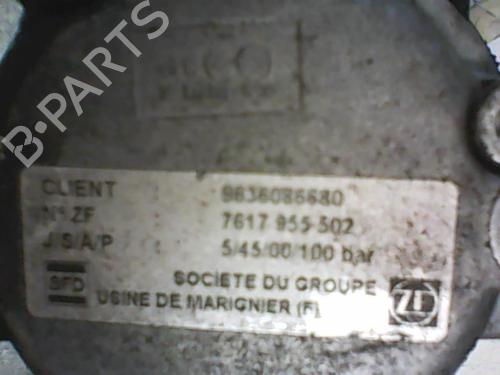 B-PARTS
CLIENT 9636086680
N° ZF 7617 955 502
J/S/A/P 5/45/00/100 bar
SFD
SOCIETE DU GROUPE
USINE DE MARIGNIER (F)
ZF